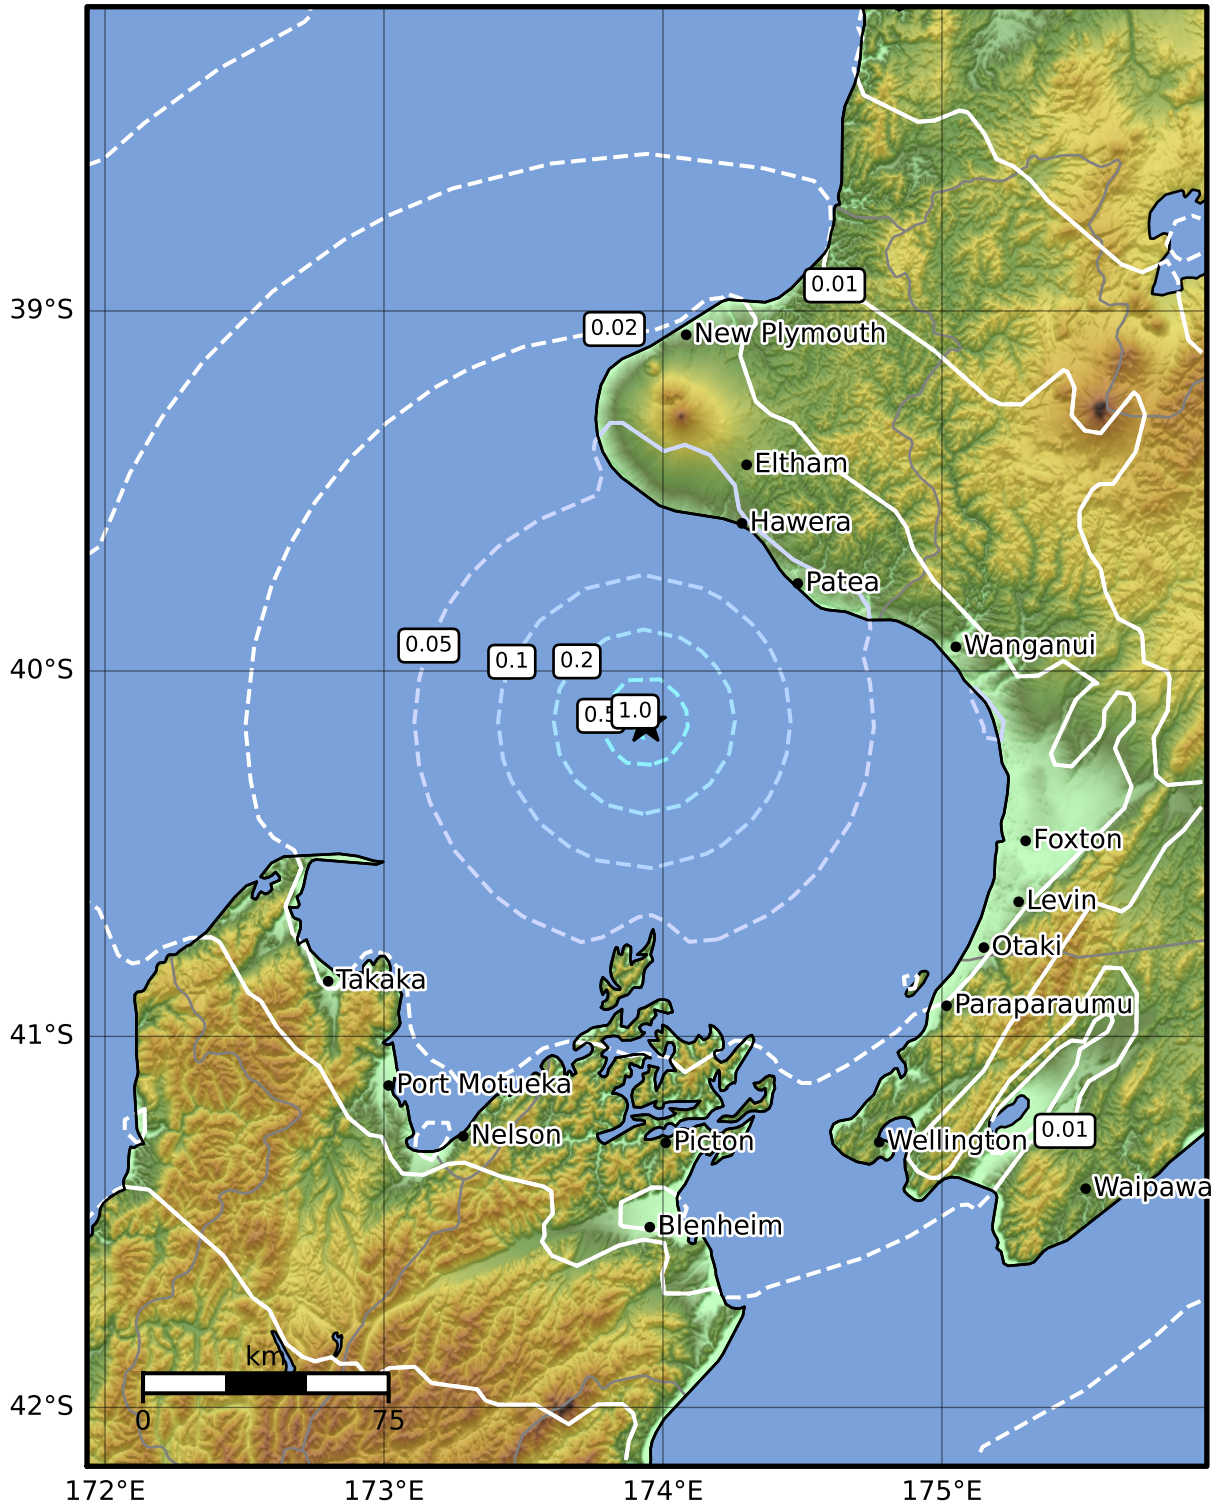 0.01
39°S
0.02
New Plymouth
Eltham
Hawera
Patea
0.05
0.1
0.2
Wanganui
40°S
0.5
1.0
Foxton
Levin
Otaki
Takaka
Paraparaumu
41°S
Port Motueka
Nelson
Picton
Wellington
0.01
Waipawa
Blenheim
km
0
75
42°S
172°E
173°E
174°E
175°E